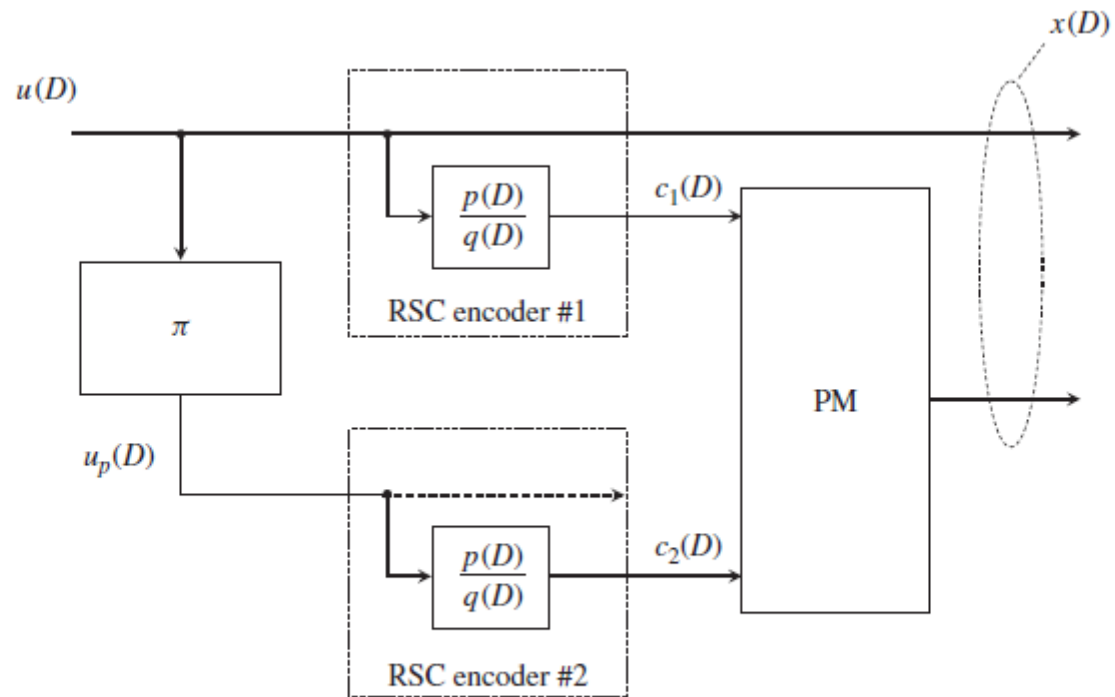 x(D)
u(D)
p(D)
q(D)
c₁(D)
RSC encoder #1
π
PM
uₚ(D)
p(D)
q(D)
c₂(D)
RSC encoder #2